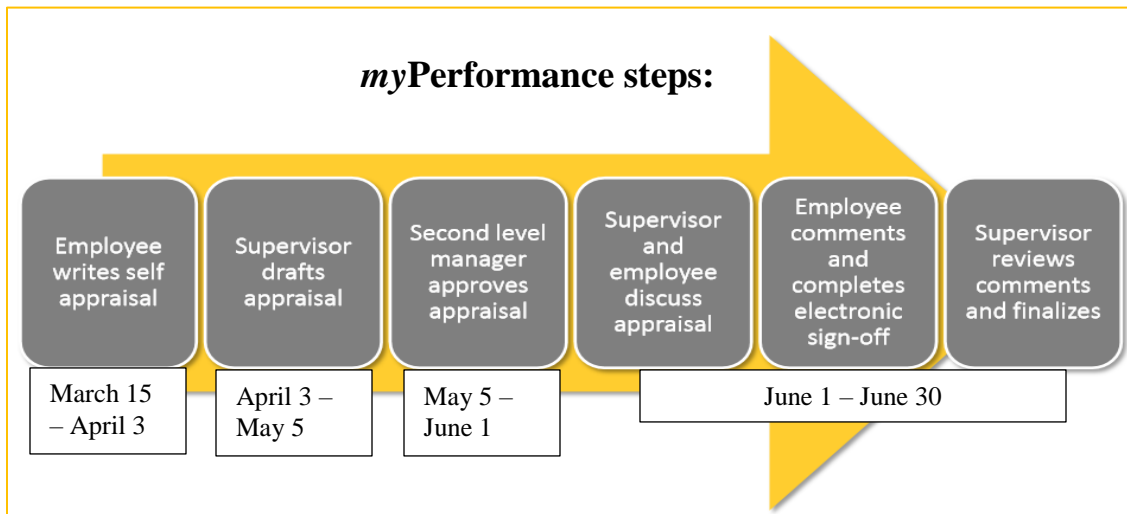 myPerformance steps:
Employee
writes self
appraisal
Supervisor
drafts
appraisal
Second level
manager
approves
appraisal
Supervisor
and
employee
discuss
appraisal
Employee
comments
and
completes
electronic
sign-off
Supervisor
reviews
comments
and finalizes
March 15
– April 3
April 3 –
May 5
May 5 –
June 1
June 1 – June 30